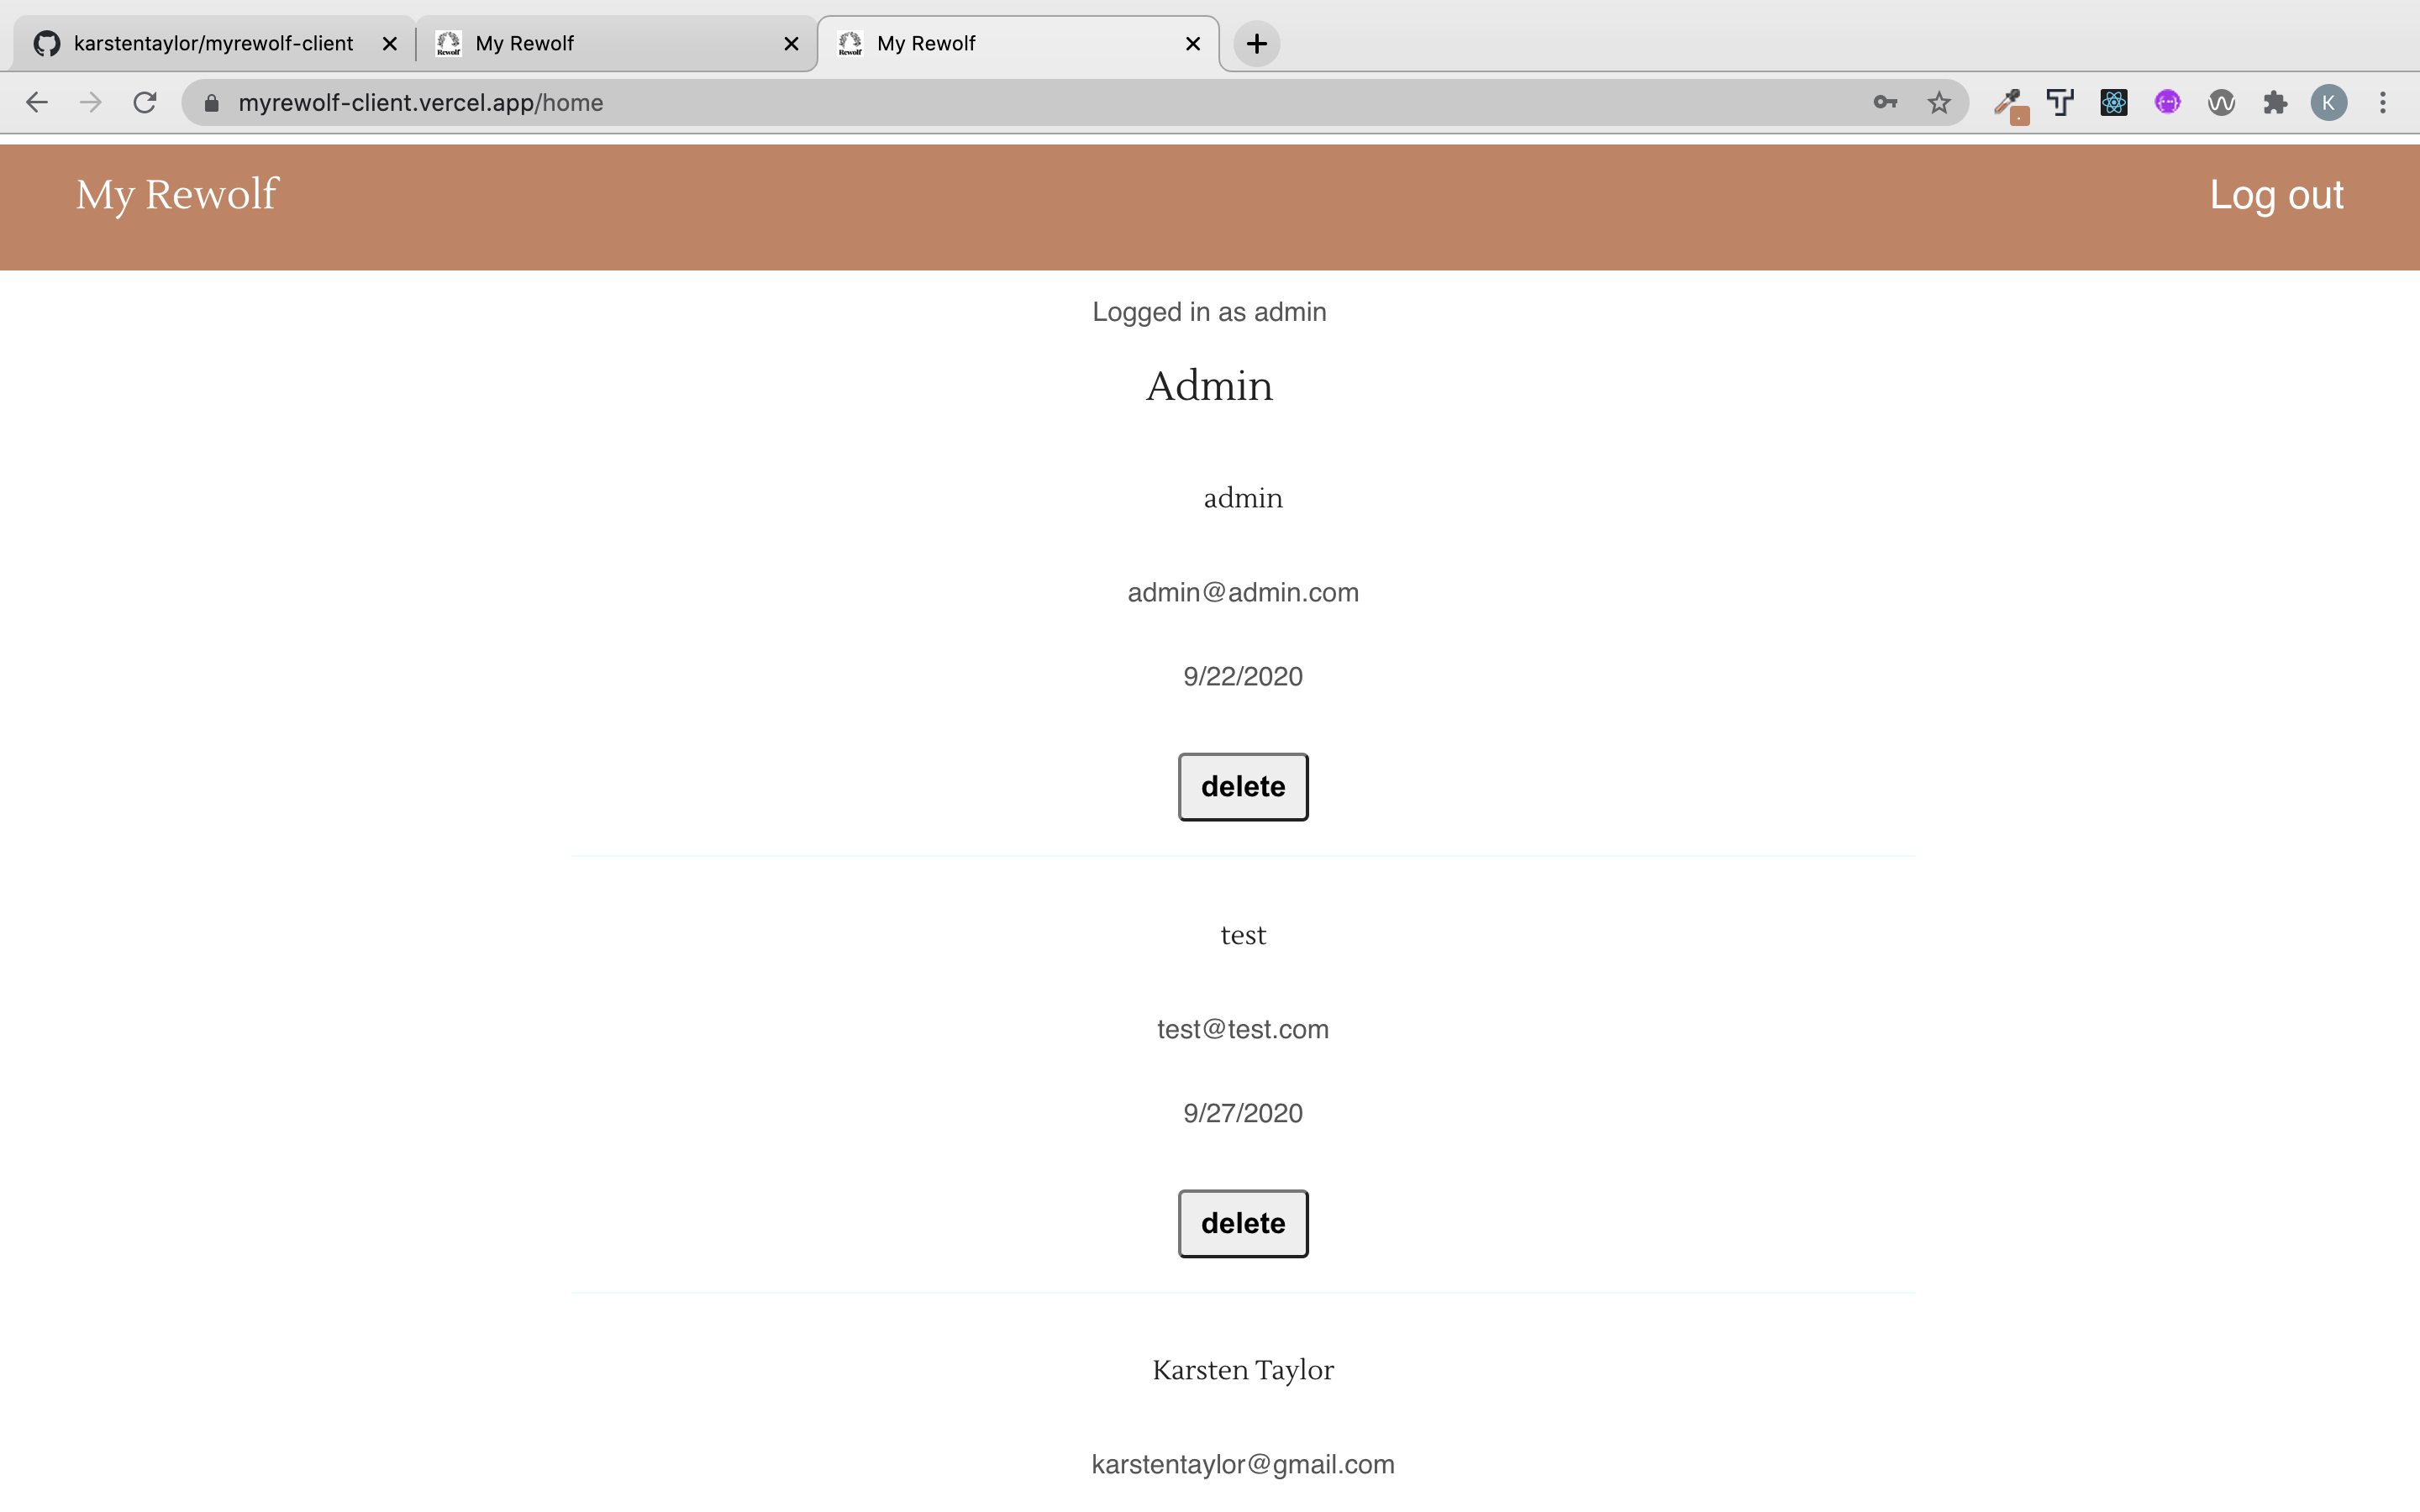 karstentaylor/myrewolf-client
My Rewolf
My Rewolf
myrewolf-client.vercel.app/home
K
My Rewolf
Log out
Logged in as admin
Admin
admin
admin@admin.com
9/22/2020
delete
test
test@test.com
9/27/2020
delete
Karsten Taylor
karstentaylor@gmail.com